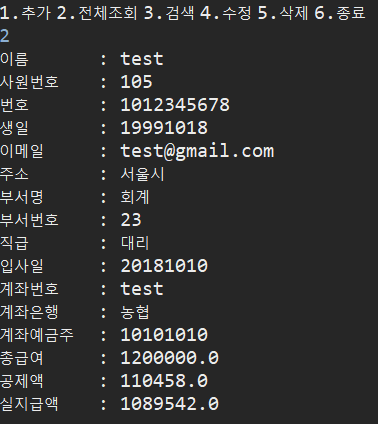 1.추가 2.전체조회 3.검색 4.수정 5.삭제 6.종료
2
이름 : test
사원번호 : 105
번호 : 1012345678
생일 : 19991018
이메일 : test@gmail.com
주소 : 서울시
부서명 : 회계
부서번호 : 23
직급 : 대리
입사일 : 20181010
계좌번호 : test
계좌은행 : 농협
계좌예금주 : 10101010
총급여 : 1200000.0
공제액 : 110458.0
실지급액 : 1089542.0